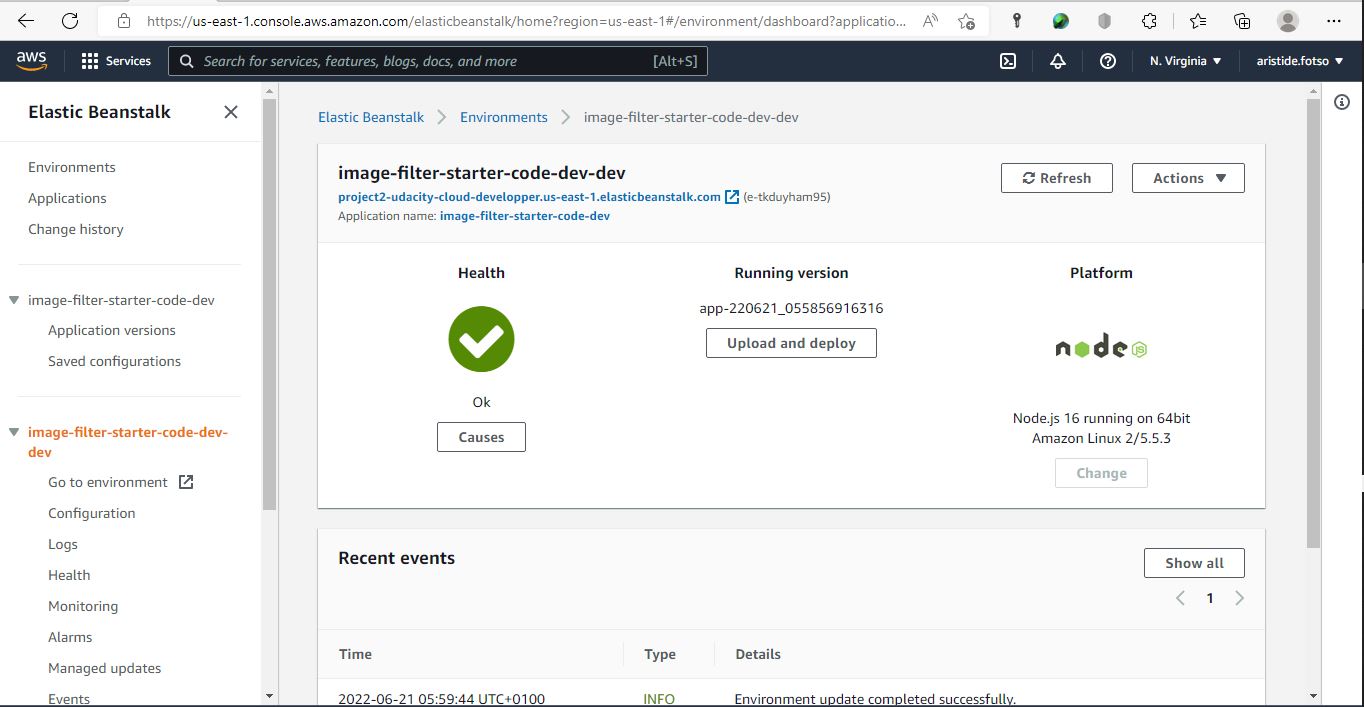 https://us-east-1.console.aws.amazon.com/elasticbeanstalk/home?region=us-east-1#/environment/dashboard?applicatio...
aws
Services
Search for services, features, blogs, docs, and more
[Alt+S]
N. Virginia ▼
aristide.fotso ▼
Elastic Beanstalk
Environments
Applications
Change history
image-filter-starter-code-dev
Application versions
Saved configurations
image-filter-starter-code-dev-
dev
Go to environment
Configuration
Logs
Health
Monitoring
Alarms
Managed updates
Events
Elastic Beanstalk > Environments > image-filter-starter-code-dev-dev
image-filter-starter-code-dev-dev
project2-udacity-cloud-developper.us-east-1.elasticbeanstalk.com (e-tkduyham95)
Application name: image-filter-starter-code-dev
Refresh
Actions ▼
Health
Ok
Causes
Running version
app-220621_055856916316
Upload and deploy
Platform
node JS
Node.js 16 running on 64bit
Amazon Linux 2/5.5.3
Change
Recent events
Show all
< 1 >
Time Type Details
2022-06-21 05:59:44 UTC+0100 INFO Environment update completed successfully.